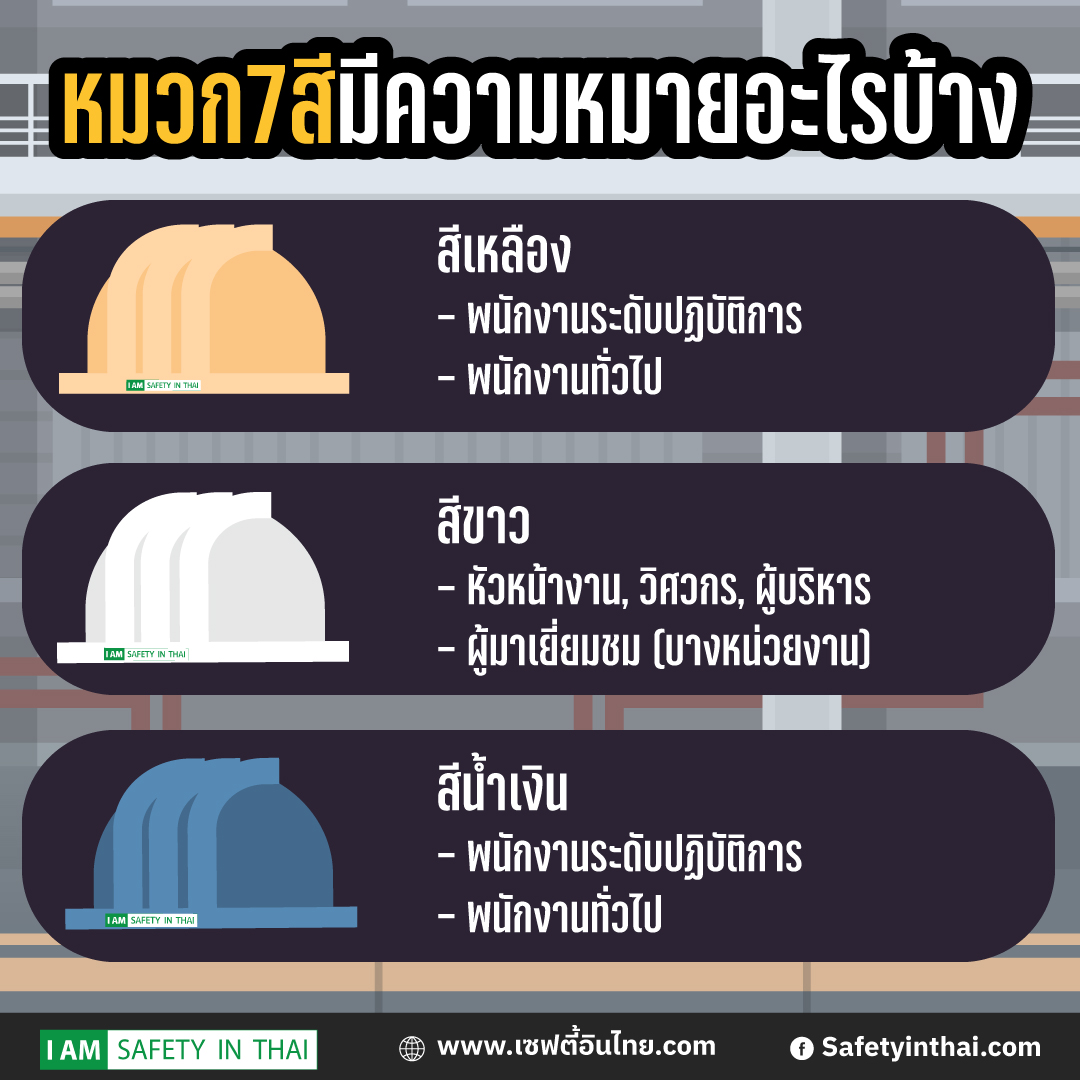 หมวก7สีมีความหมายอะไรบ้าง
สีเหลือง
- พนักงานระดับปฏิบัติการ
- พนักงานทั่วไป
I AM SAFETY IN THAI
สีขาว
- หัวหน้างาน, วิศวกร, ผู้บริหาร
- ผู้มาเยี่ยมชม (บางหน่วยงาน)
I AM SAFETY IN THAI
สีน้ำเงิน
- พนักงานระดับปฏิบัติการ
- พนักงานทั่วไป
I AM SAFETY IN THAI
I AM SAFETY IN THAI
www.เซฟตี้อินไทย.com
Safetyinthai.com